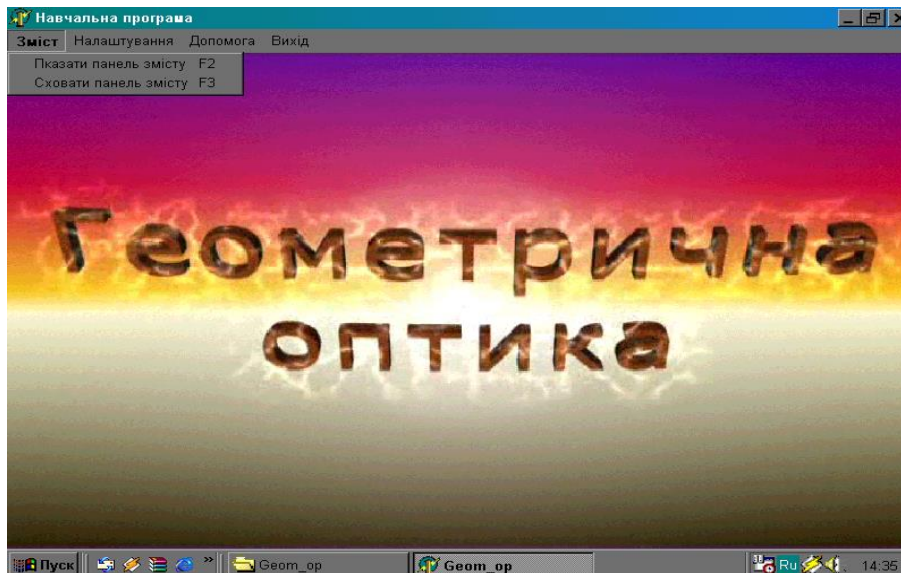 Навчальна програма
Зміст Налаштування Допомога Вихід
Пказати панель змісту F2
Сховати панель змісту F3
Геометрична
оптика
Пуск » Geom_op Geom_op Ru 14:35